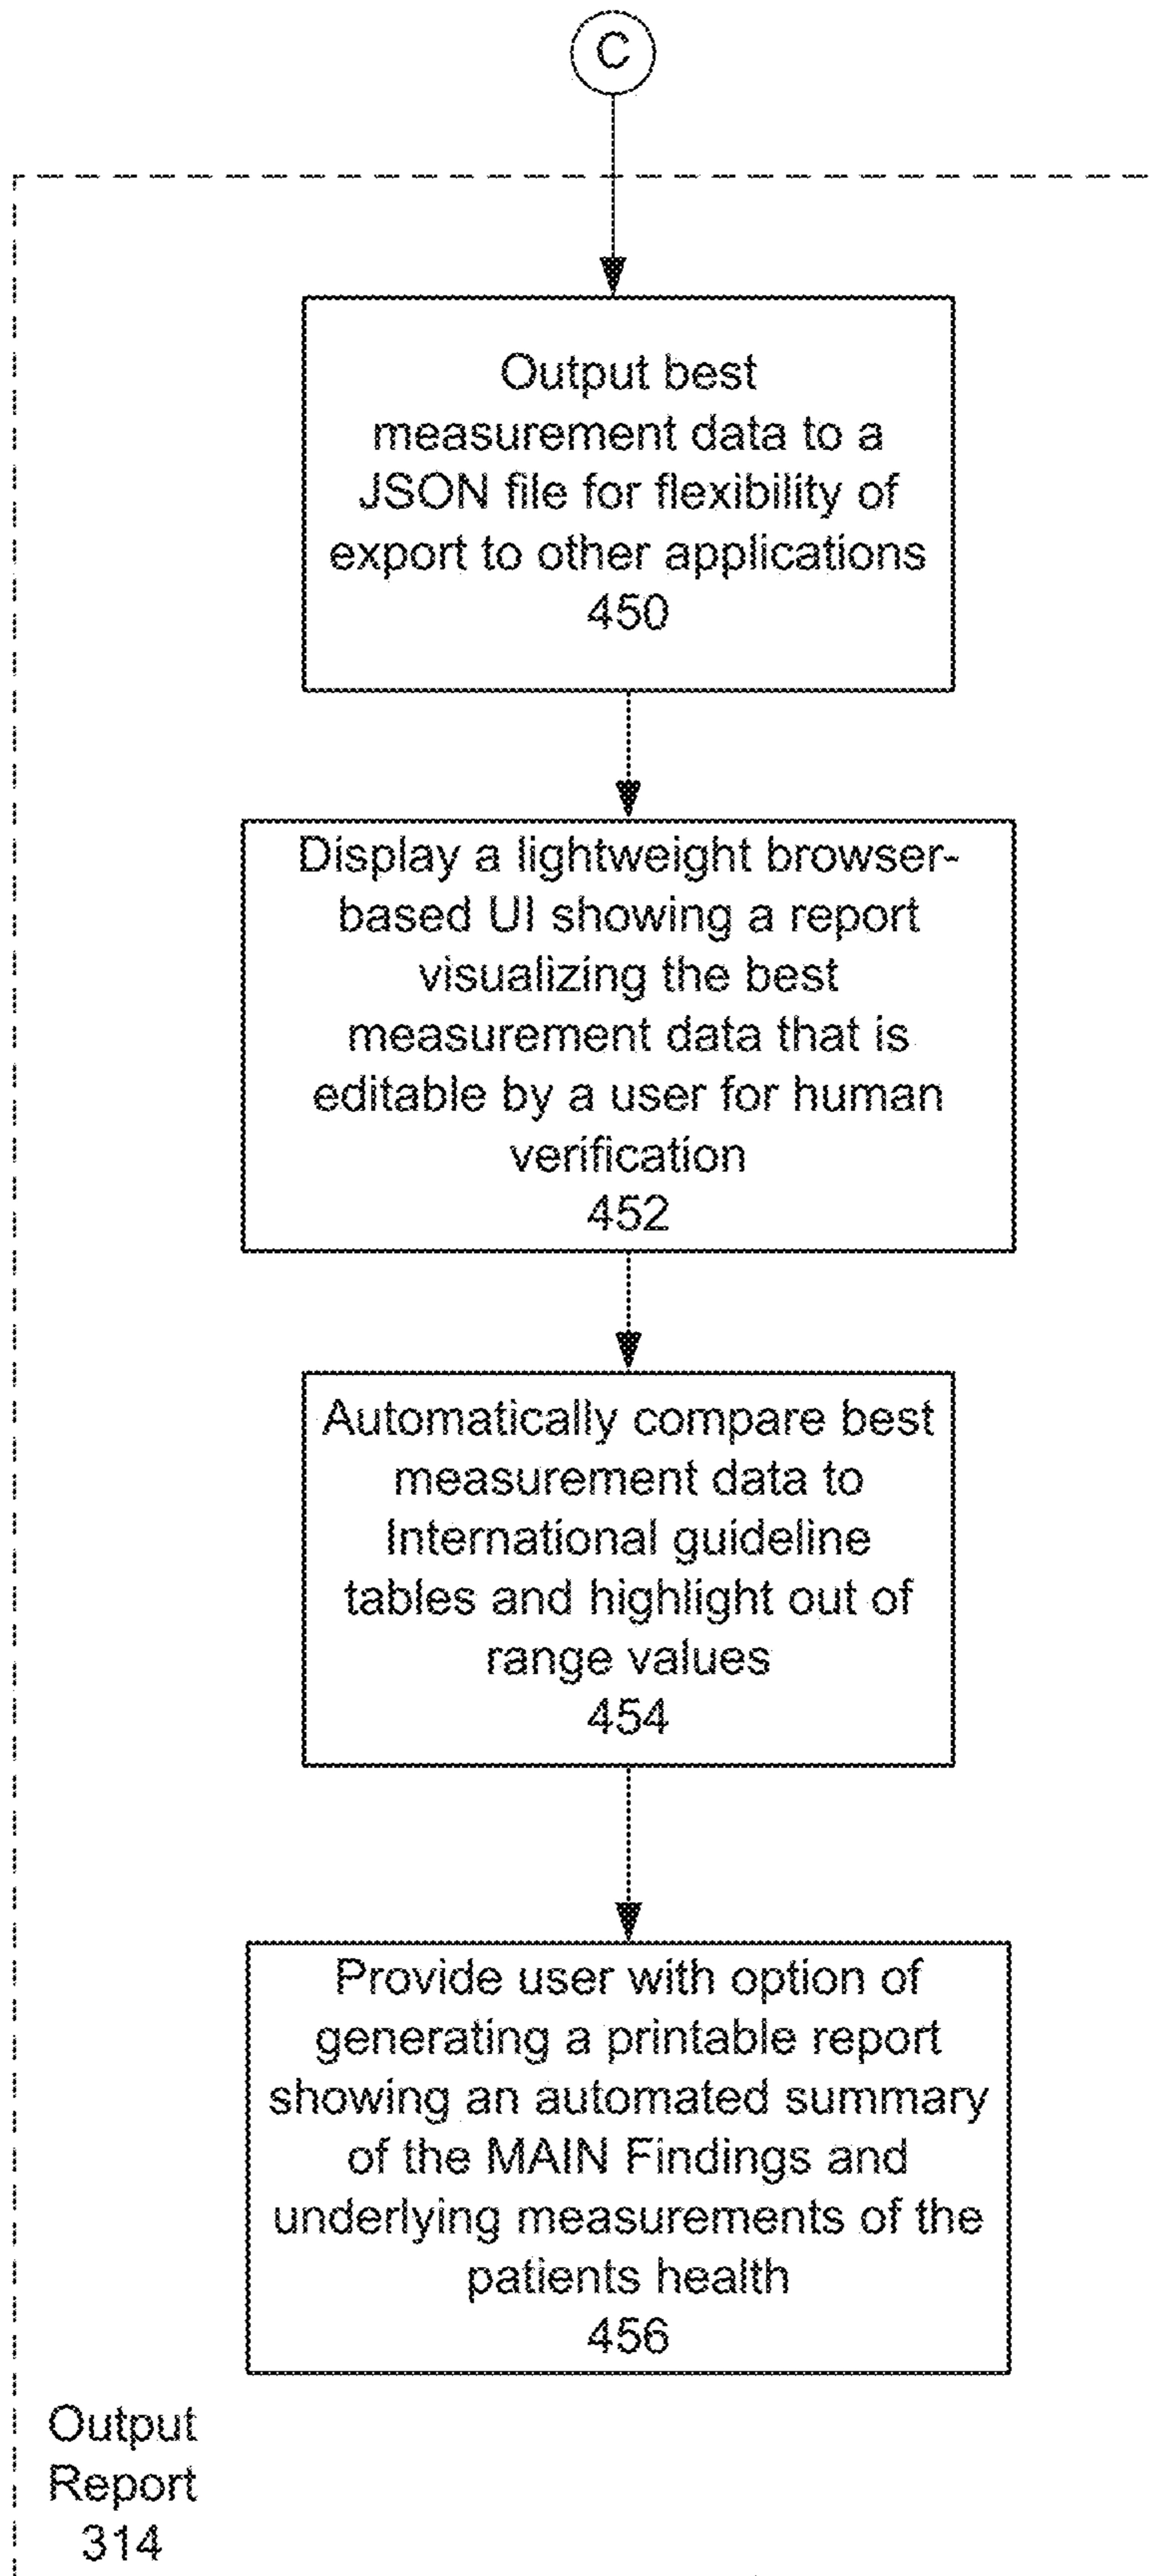 C
Output best
measurement data to a
JSON file for flexibility of
export to other applications
450
Display a lightweight browser-
based UI showing a report
visualizing the best
measurement data that is
editable by a user for human
verification
452
Automatically compare best
measurement data to
International guideline
tables and highlight out of
range values
454
Provide user with option of
generating a printable report
showing an automated summary
of the MAIN Findings and
underlying measurements of the
patients health
456
Output
Report
314